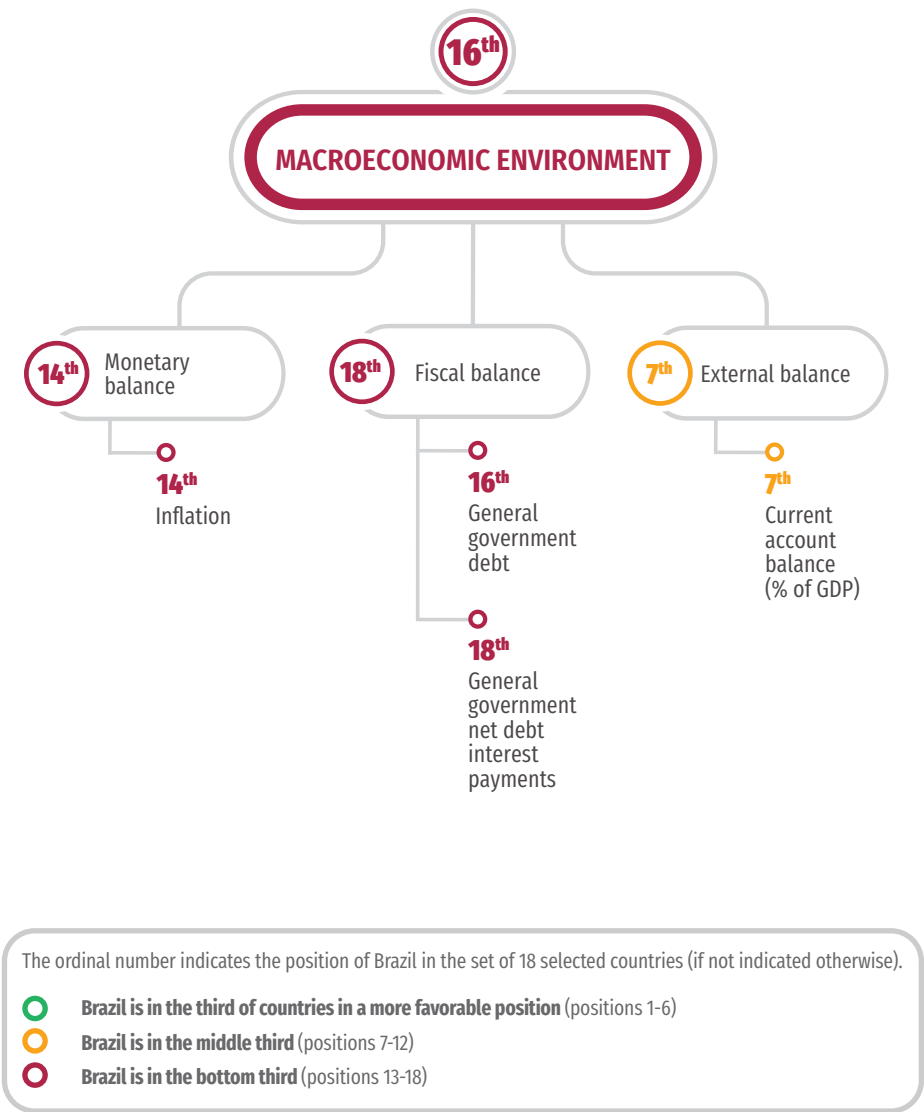 16th
MACROECONOMIC ENVIRONMENT
14th
Monetary
balance
14th
Inflation
18th
Fiscal balance
16th
General
government
debt
18th
General
government
net debt
interest
payments
7th
External balance
7th
Current
account
balance
(% of GDP)
The ordinal number indicates the position of Brazil in the set of 18 selected countries (if not indicated otherwise).
Brazil is in the third of countries in a more favorable position (positions 1-6)
Brazil is in the middle third (positions 7-12)
Brazil is in the bottom third (positions 13-18)